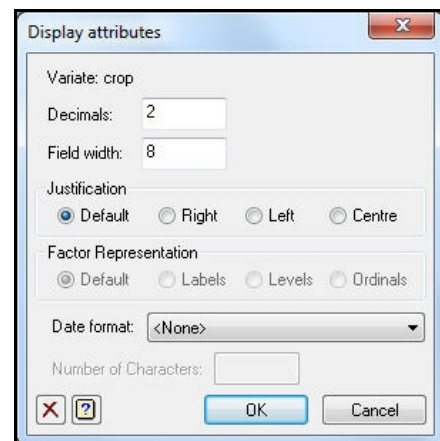 Display attributes
Variate: crop
Decimals: 2
Field width: 8
Justification
Default Right Left Centre
Factor Representation
Default Labels Levels Ordinals
Date format: <None>
Number of Characters:
OK Cancel